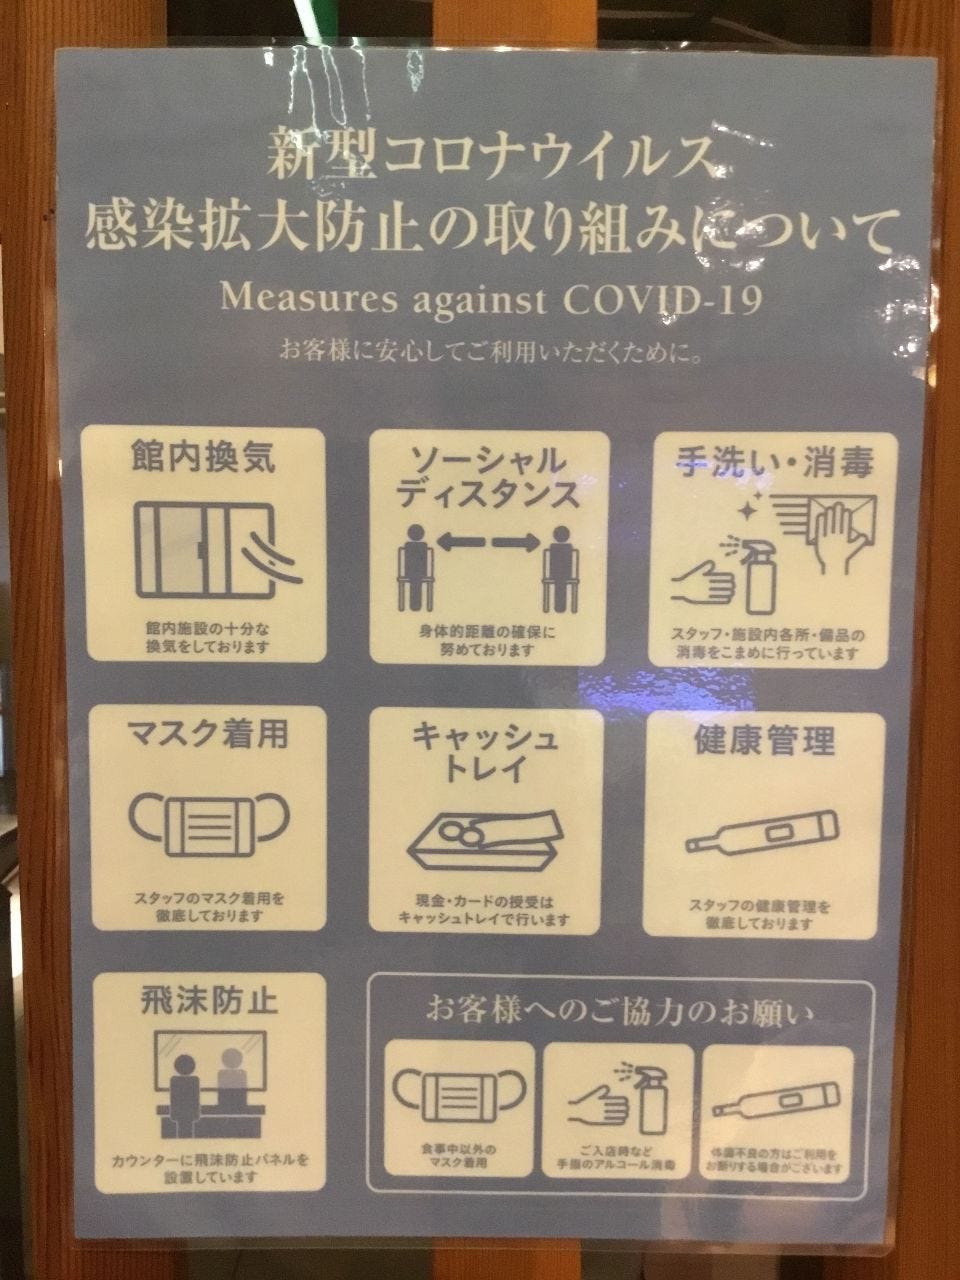 新型コロナウイルス
感染拡大防止の取り組みについて
Measures against COVID-19
お客様に安心してご利用いただくために。
館内換気
館内施設の十分な
換気をしております
ソーシャル
ディスタンス
身体的距離の確保に
努めております
手洗い・消毒
スタッフ・施設内各所・備品の
消毒をこまめに行っています
マスク着用
スタッフのマスク着用を
徹底しております
キャッシュ
トレイ
現金・カードの授受は
キャッシュトレイで行います
健康管理
スタッフの健康管理を
徹底しております
飛沫防止
カウンターに飛沫防止パネルを
設置しています
お客様へのご協力のお願い
食事中以外の
マスク着用
ご入店時など
手指のアルコール消毒
体調不良の方はご利用を
お断りする場合がございます